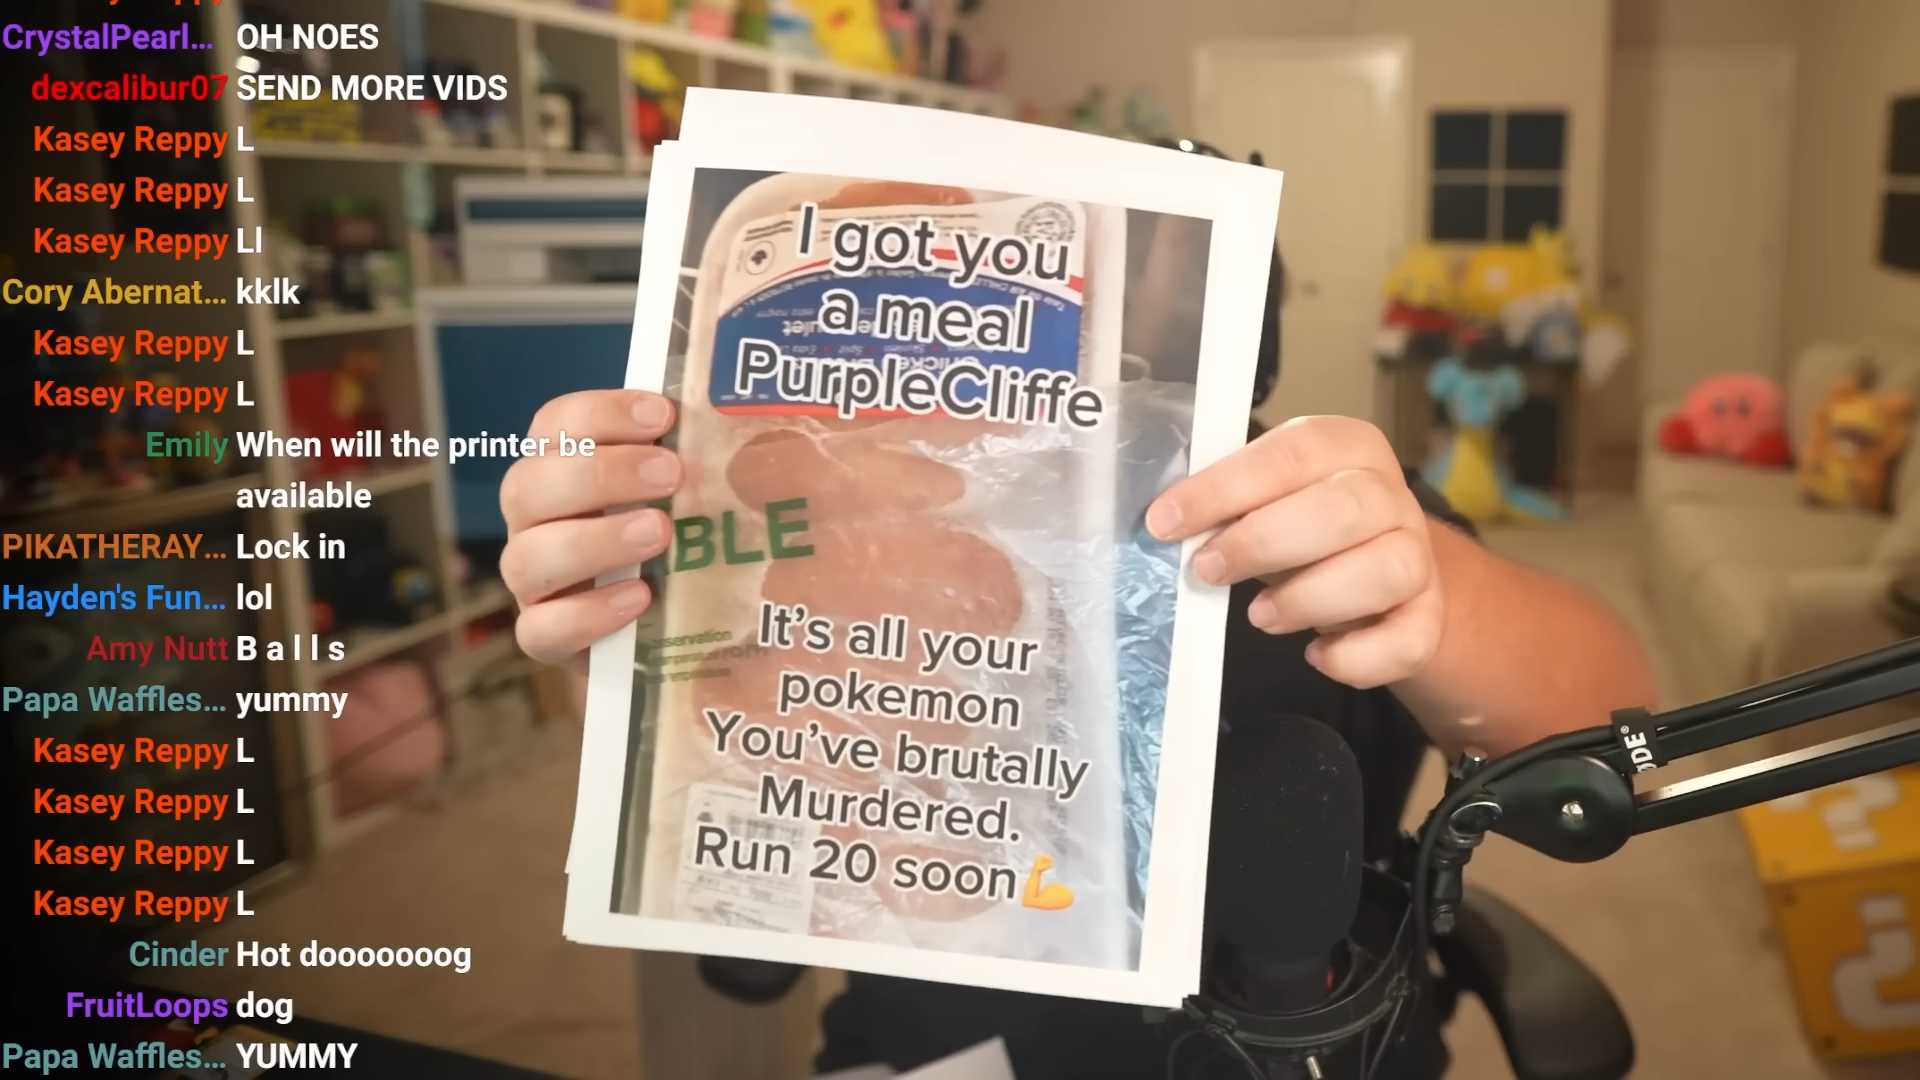 CrystalPearl... OH NOES
dexcalibur07 SEND MORE VIDS
Kasey Reppy L
Kasey Reppy L
Kasey Reppy Ll
Cory Abernat... kklk
Kasey Reppy L
Kasey Reppy L
Emily When will the printer be
available
PIKATHERAY... Lock in
Hayden's Fun... lol
Amy Nutt B a l l s
Papa Waffles... yummy
Kasey Reppy L
Kasey Reppy L
Kasey Reppy L
Kasey Reppy L
Cinder Hot dooooooog
FruitLoops dog
Papa Waffles... YUMMY
I got you
a meal
PurpleCliffe
BLE
It's all your
pokemon
You've brutally
Murdered.
Run 20 soon💪